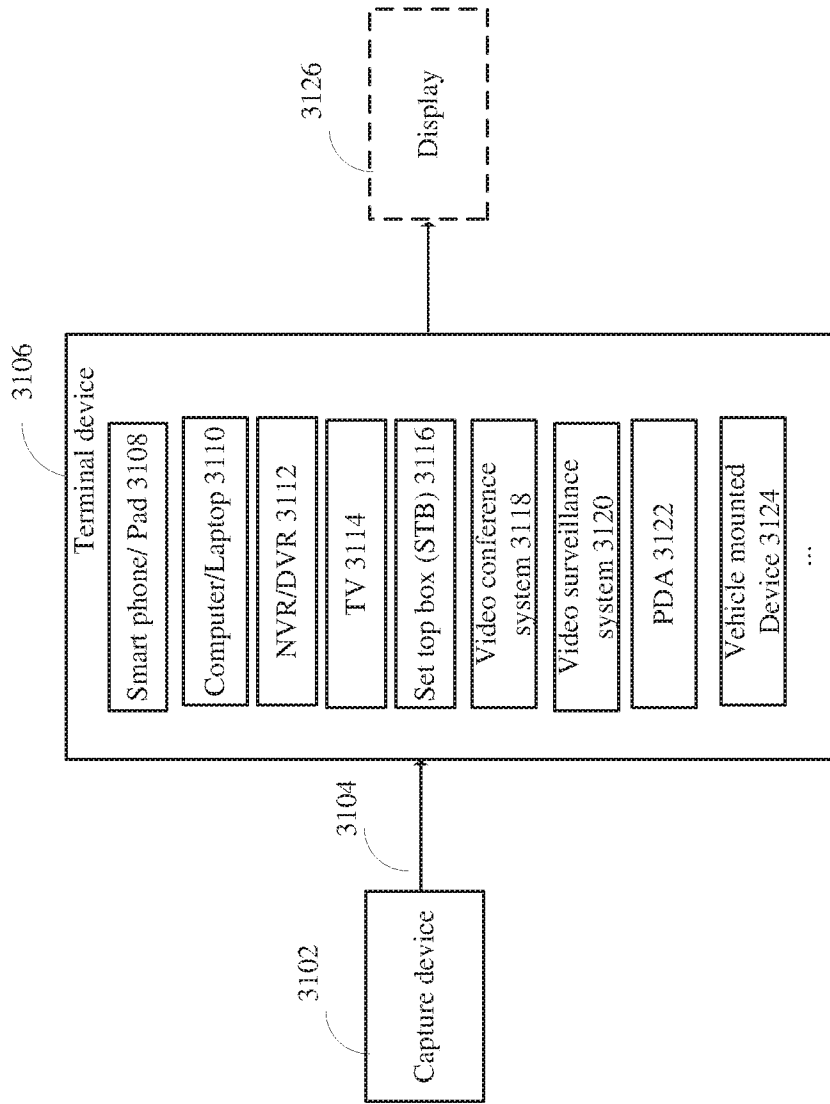 3102
Capture device
3104
3106
Terminal device
Smart phone/ Pad 3108
Computer/Laptop 3110
NVR/DVR 3112
TV 3114
Set top box (STB) 3116
Video conference
system 3118
Video surveillance
system 3120
PDA 3122
Vehicle mounted
Device 3124
...
3126
Display